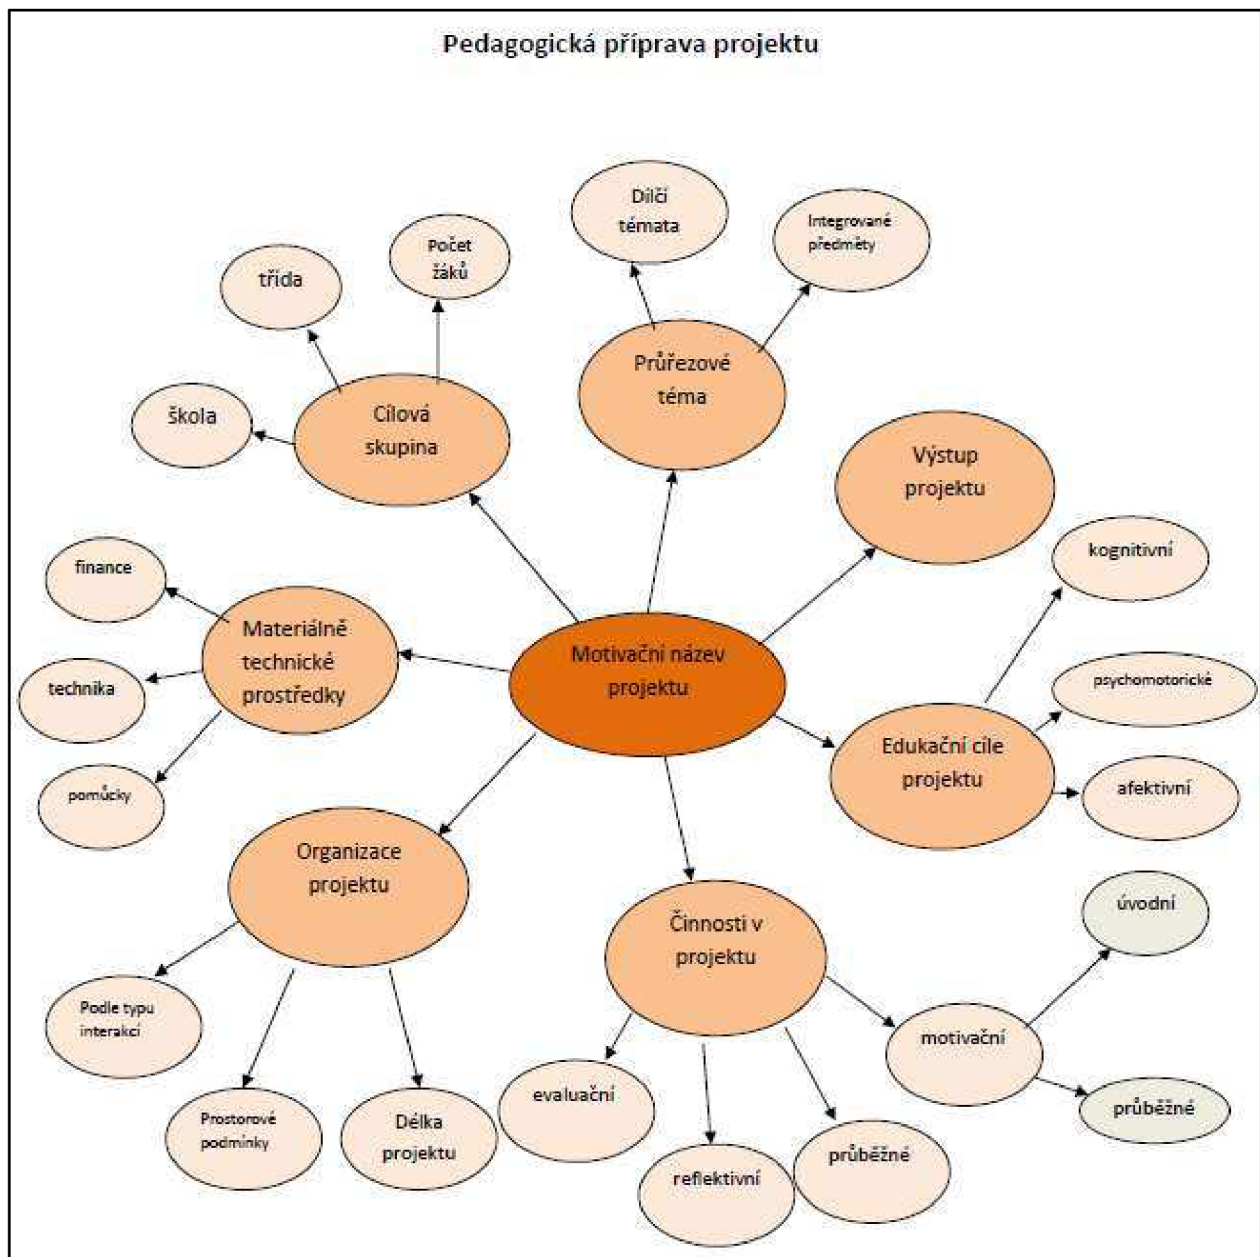 Pedagogická příprava projektu
Dílčí
témata
Integrované
předměty
Počet
žáků
třída
škola
Cílová
skupina
Průřezové
téma
Výstup
projektu
kognitivní
psychomotorické
afektivní
Edukační cíle
projektu
finance
technika
pomůcky
Materiálně
technické
prostředky
Motivační název
projektu
Organizace
projektu
Podle typu
interakcí
Prostorové
podmínky
Délka
projektu
Činnosti v
projektu
evaluační
reflektivní
průběžné
motivační
úvodní
průběžné